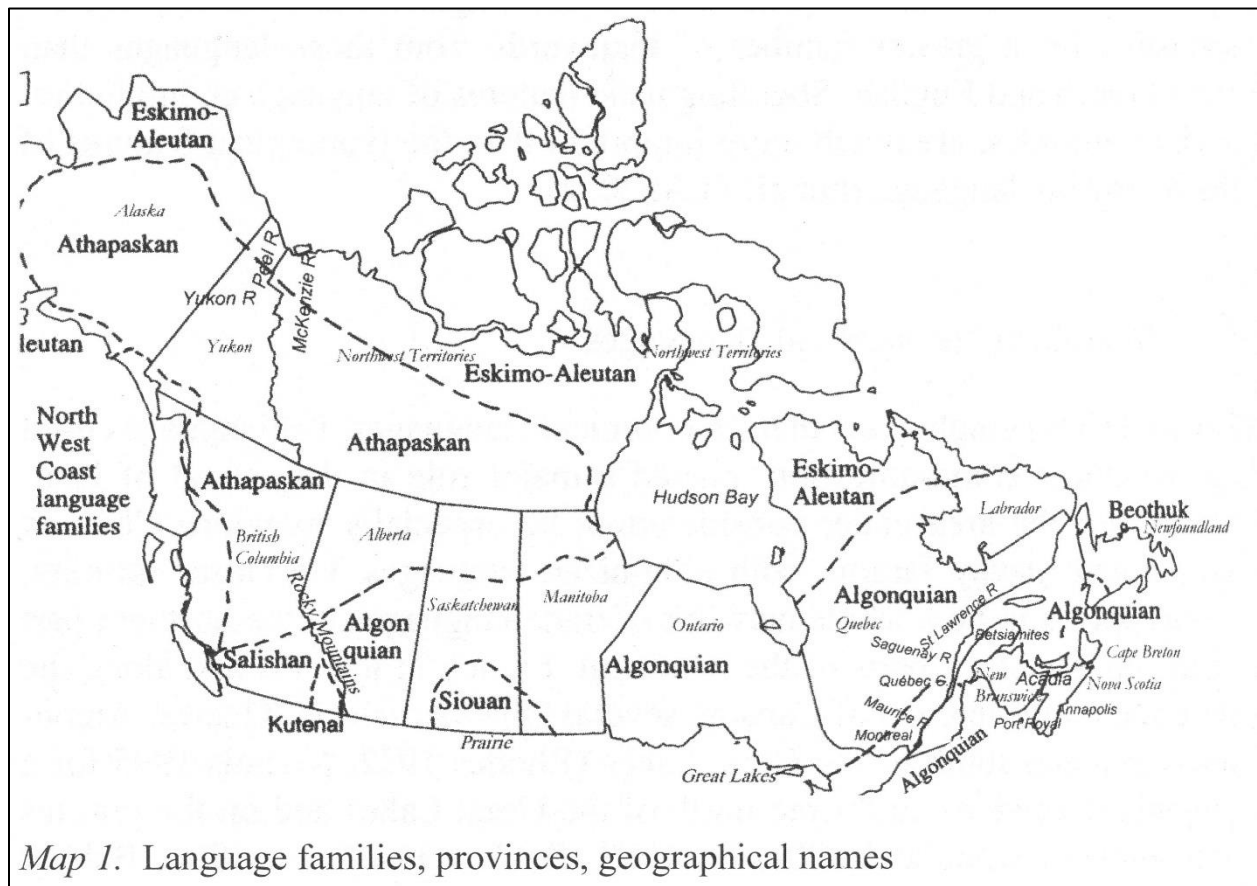 Eskimo-
Aleutan
Alaska
Athapaskan
Peel R
Yukon R
McKenzie R
leutan
Yukon
Northwest Territories
Northwest Territories
Eskimo-Aleutan
North
West
Coast
language
families
Athapaskan
Athapaskan
Eskimo-
Aleutan
Hudson Bay
Labrador
Beothuk
Newfoundland
British
Columbia
Alberta
Rocky Mountains
Saskatchewan
Manitoba
Ontario
Algonquian
Quebec
St Lawrence R
Saguenay R
Betsiamites
Algonquian
Cape Breton
Algon
quian
Salishan
Algonquian
Siouan
Québec C
New
Brunswick
Acadia
Nova Scotia
Annapolis
Port Royal
Maurice R
Montreal
Kutenai
Prairie
Great Lakes
Algonquian
Map 1. Language families, provinces, geographical names